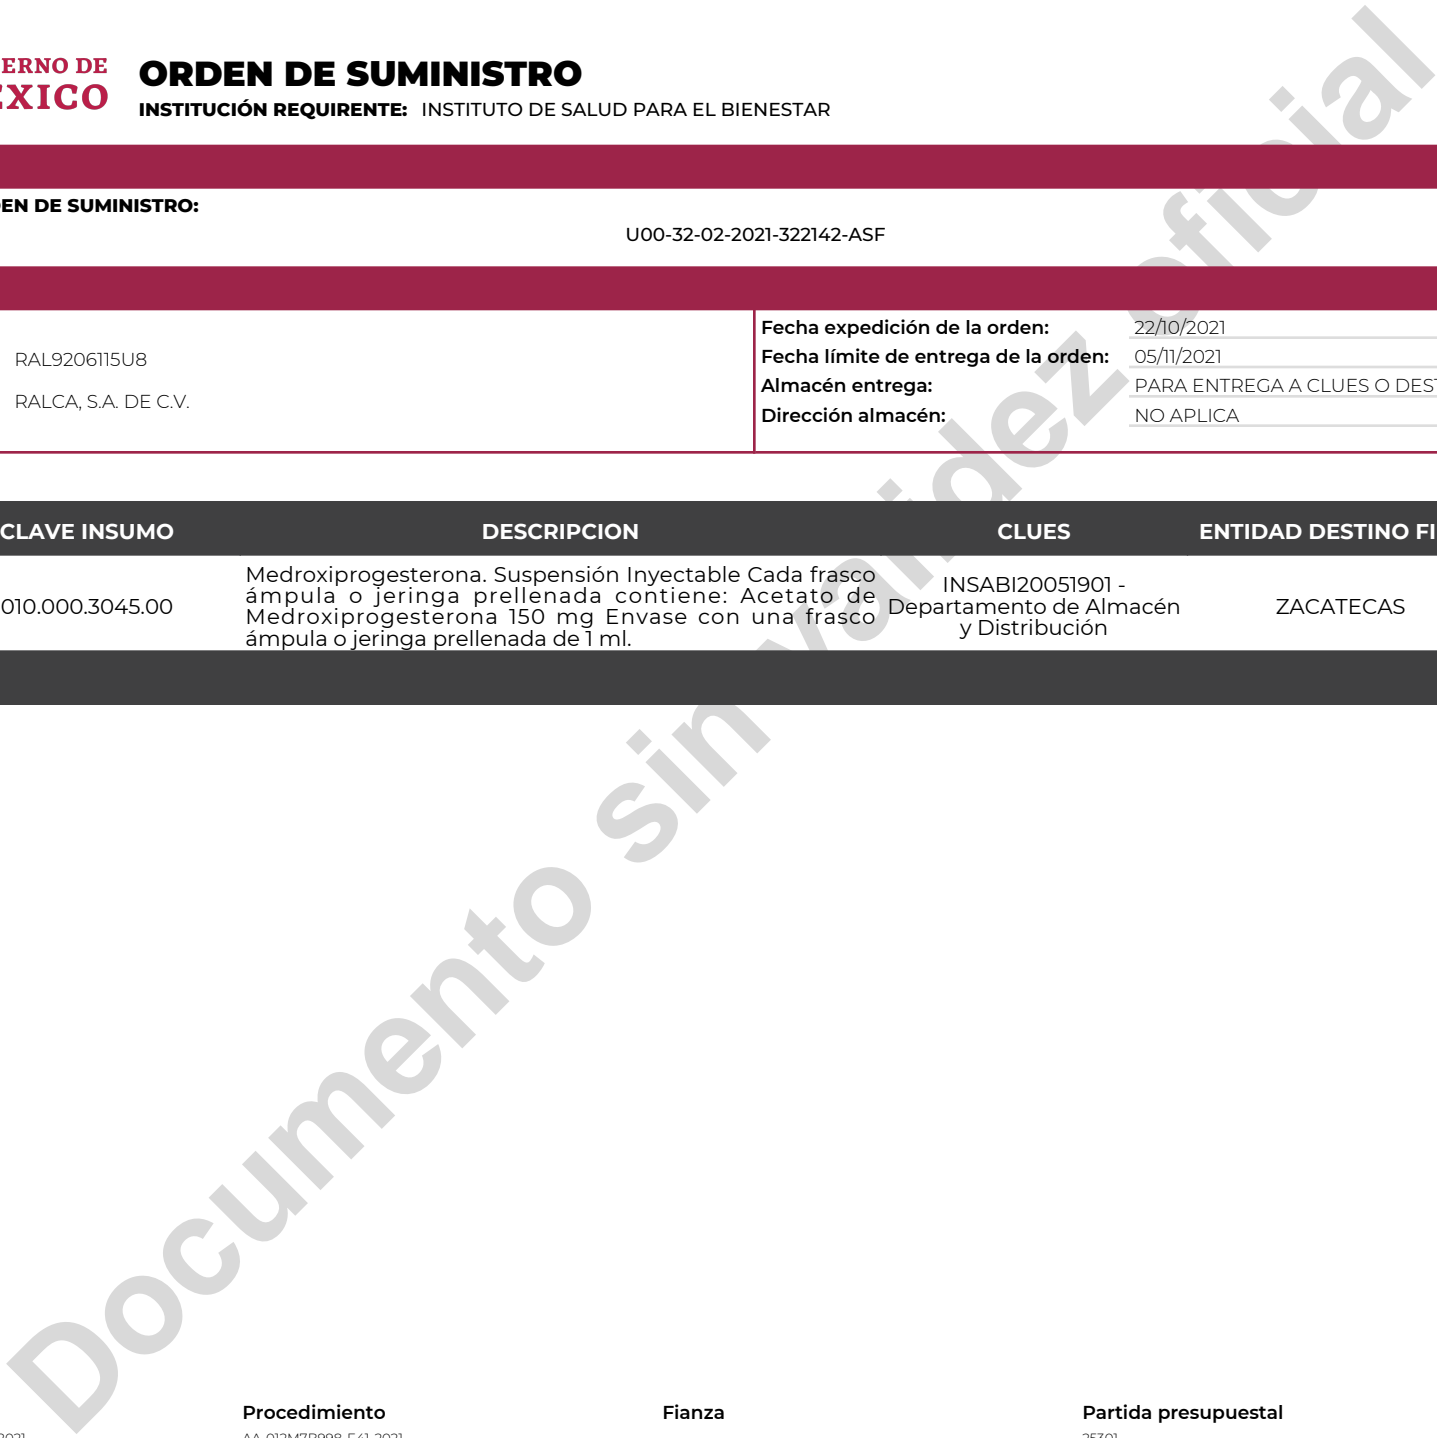 ERNO DE
ÉXICO
ORDEN DE SUMINISTRO
INSTITUCIÓN REQUIRENTE: INSTITUTO DE SALUD PARA EL BIENESTAR
EN DE SUMINISTRO:
U00-32-02-2021-322142-ASF
RAL9206115U8
RALCA, S.A. DE C.V.
Fecha expedición de la orden: 22/10/2021
Fecha límite de entrega de la orden: 05/11/2021
Almacén entrega: PARA ENTREGA A CLUES O DEST
Dirección almacén: NO APLICA
CLAVE INSUMO DESCRIPCION CLUES ENTIDAD DESTINO FI
010.000.3045.00
Medroxiprogesterona. Suspensión Inyectable Cada frasco
ámpula o jeringa prellenada contiene: Acetato de
Medroxiprogesterona 150 mg Envase con una frasco
ámpula o jeringa prellenada de 1 ml.
INSABI20051901 -
Departamento de Almacén
y Distribución
ZACATECAS
Documento sin validez oficial
Procedimiento Fianza Partida presupuestal